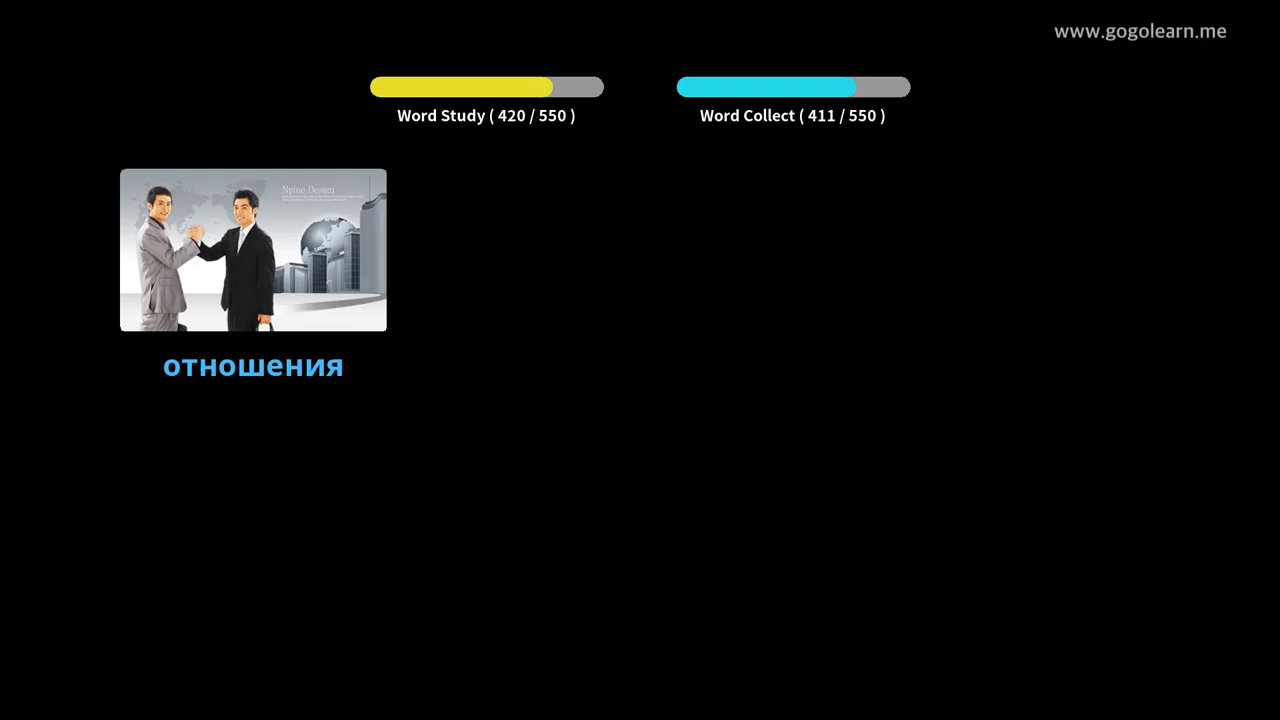 www.gogolearn.me
Word Study ( 420 / 550 )
Word Collect ( 411 / 550 )
Npine Design
отношения